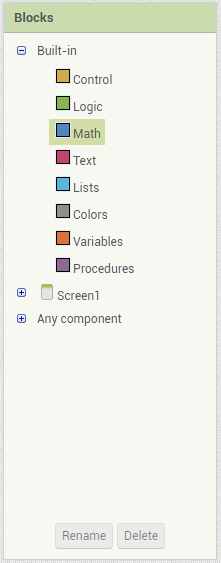 Blocks
Built-in
Control
Logic
Math
Text
Lists
Colors
Variables
Procedures
Screen1
Any component
Rename Delete